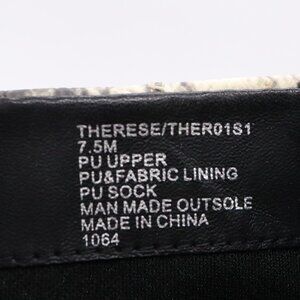 THERESE/THER01S1
7.5M
PU UPPER
PU&FABRIC LINING
PU SOCK
MAN MADE OUTSOLE
MADE IN CHINA
1064